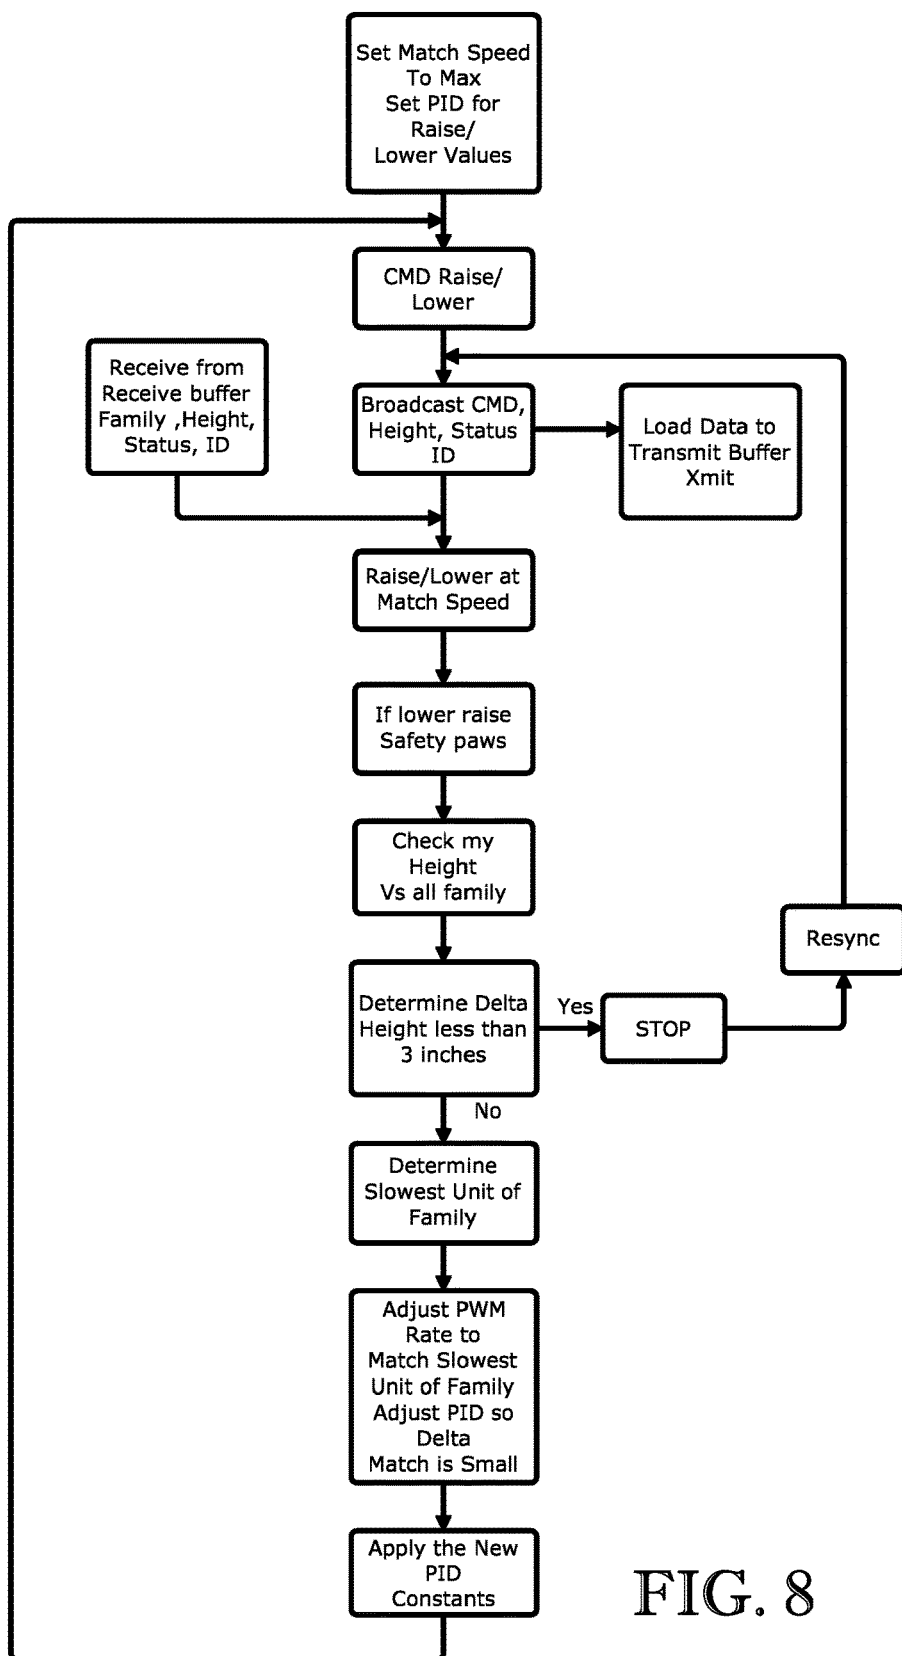 Set Match Speed
To Max
Set PID for
Raise/
Lower Values
CMD Raise/
Lower
Receive from
Receive buffer
Family ,Height,
Status, ID
Broadcast CMD,
Height, Status
ID
Load Data to
Transmit Buffer
Xmit
Raise/Lower at
Match Speed
If lower raise
Safety paws
Check my
Height
Vs all family
Resync
Determine Delta
Height less than
3 inches
Yes
STOP
No
Determine
Slowest Unit of
Family
Adjust PWM
Rate to
Match Slowest
Unit of Family
Adjust PID so
Delta
Match is Small
Apply the New
PID
Constants
FIG. 8